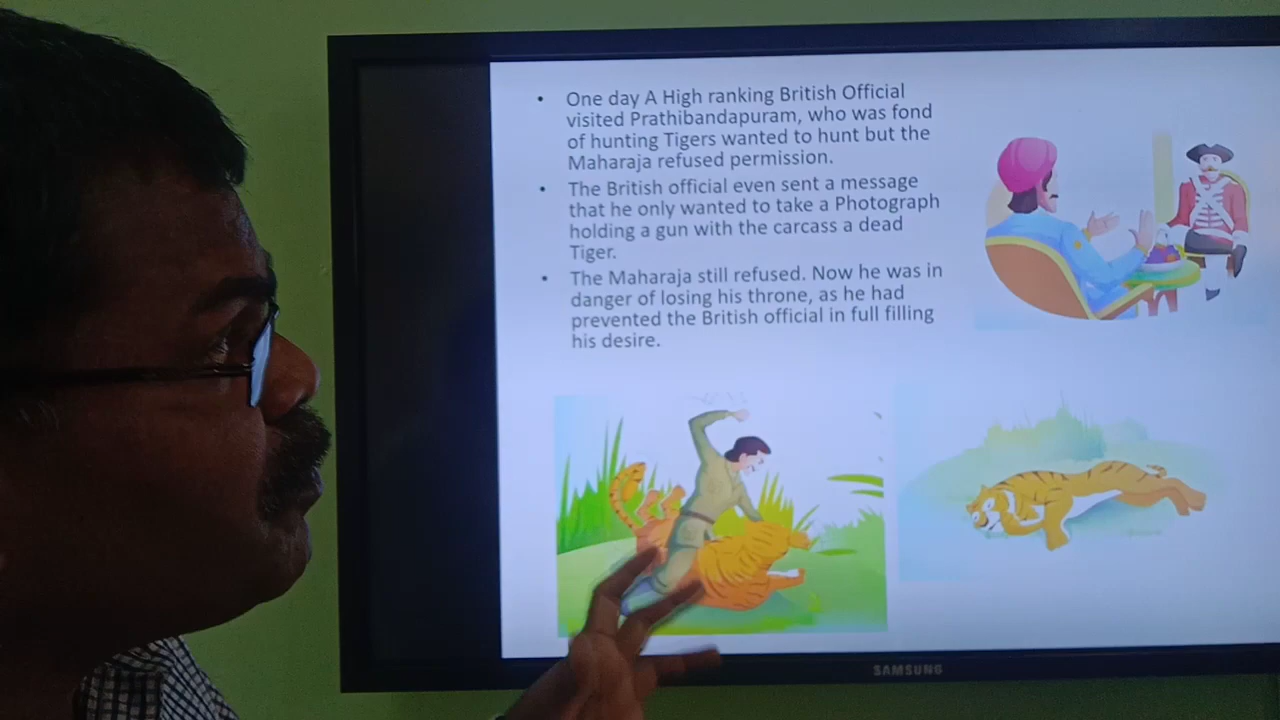 • One day A High ranking British Official
visited Prathibandapuram, who was fond
of hunting Tigers wanted to hunt but the
Maharaja refused permission.
• The British official even sent a message
that he only wanted to take a Photograph
holding a gun with the carcass a dead
Tiger.
• The Maharaja still refused. Now he was in
danger of losing his throne, as he had
prevented the British official in full filling
his desire.
SAMSUNG